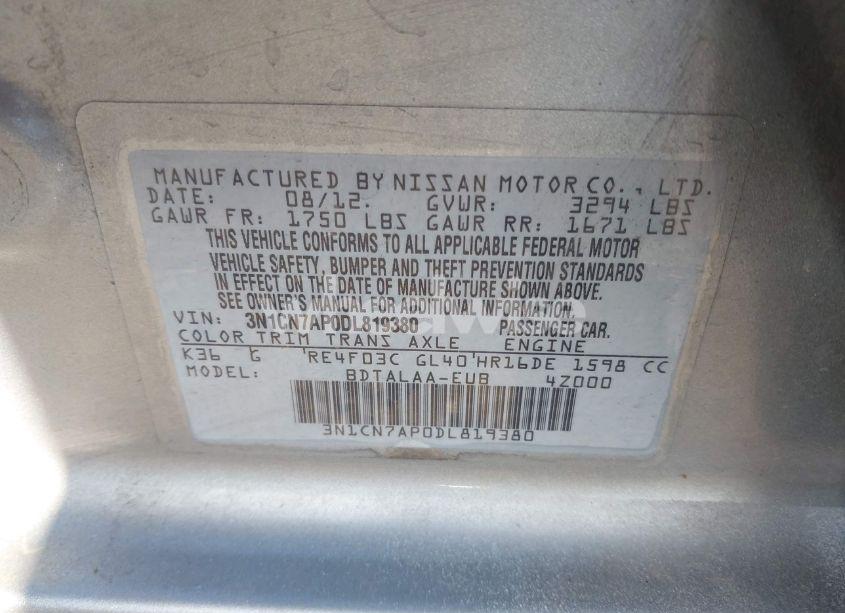 MANUFACTURED BY NISSAN MOTOR CO., LTD.
DATE: 08/12. GVWR: 3294 LBS
GAWR FR: 1750 LBS GAWR RR: 1671 LBS
THIS VEHICLE CONFORMS TO ALL APPLICABLE FEDERAL MOTOR
VEHICLE SAFETY, BUMPER AND THEFT PREVENTION STANDARDS
IN EFFECT ON THE DATE OF MANUFACTURE SHOWN ABOVE.
SEE OWNER'S MANUAL FOR ADDITIONAL INFORMATION.
VIN: 3N1CN7AP0DL819380 PASSENGER CAR.
COLOR TRIM TRANS AXLE ENGINE
K36 G RE4F03C GL40 HR16DE 1598 CC
MODEL: BDTALAA-EUB 4Z000
3N1CN7AP0DL819380